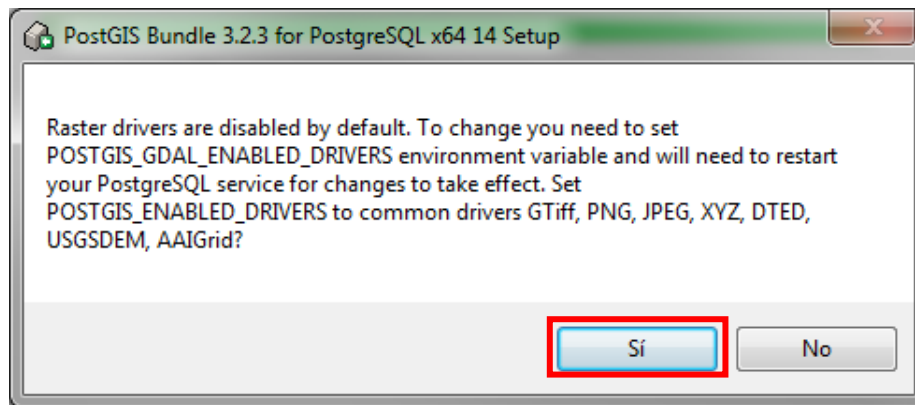 PostGIS Bundle 3.2.3 for PostgreSQL x64 14 Setup
Raster drivers are disabled by default. To change you need to set
POSTGIS_GDAL_ENABLED_DRIVERS environment variable and will need to restart
your PostgreSQL service for changes to take effect. Set
POSTGIS_ENABLED_DRIVERS to common drivers GTiff, PNG, JPEG, XYZ, DTED,
USGSDEM, AAIGrid?
Sí
No